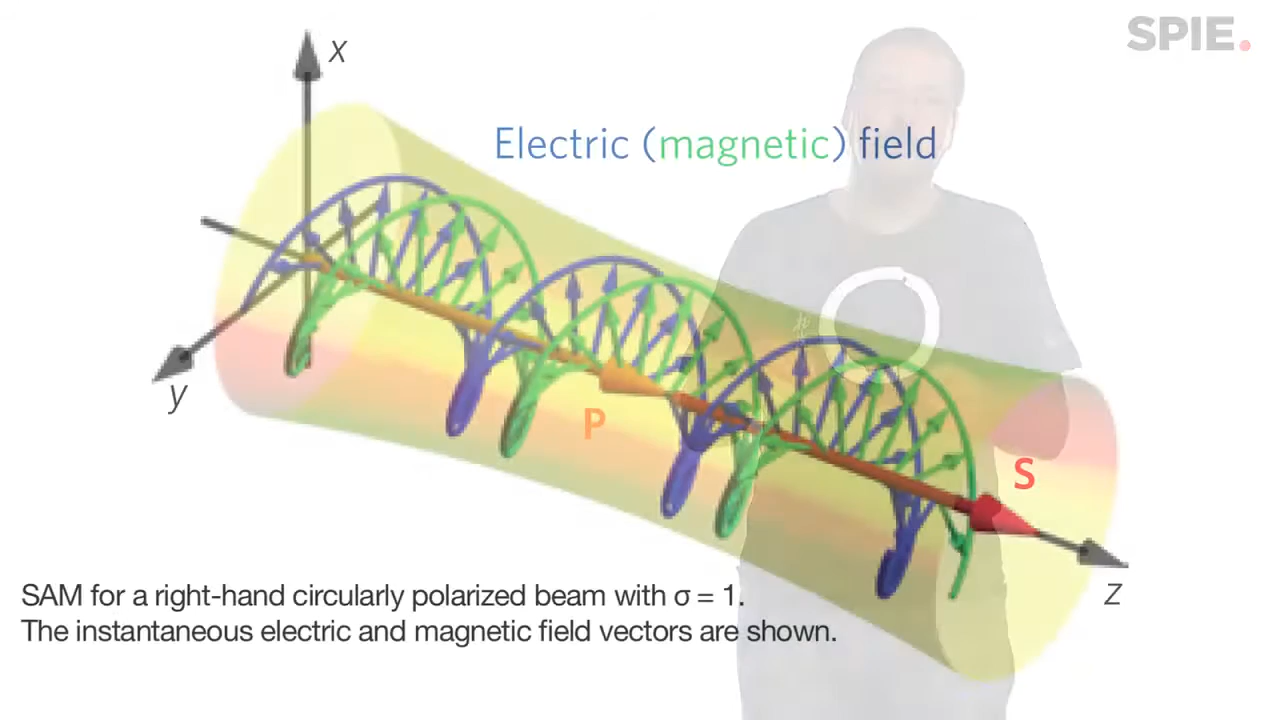 SPIE.
x
Electric (magnetic) field
y
P
S
z
SAM for a right-hand circularly polarized beam with σ = 1.
The instantaneous electric and magnetic field vectors are shown.